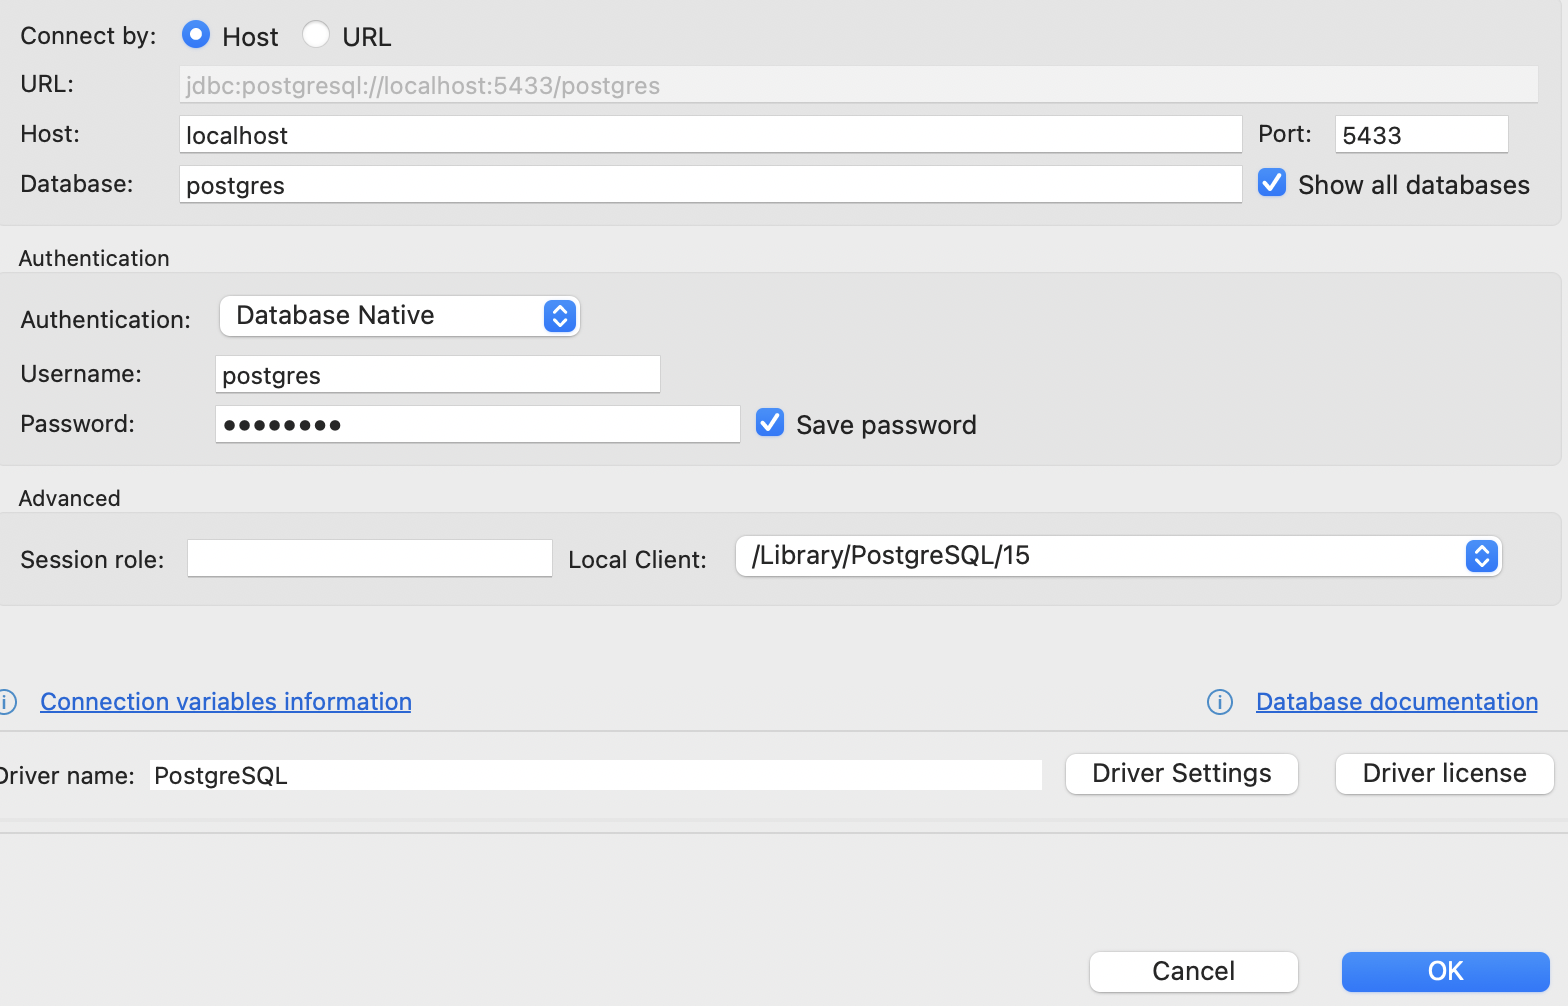 Connect by: Host URL
URL: jdbc:postgresql://localhost:5433/postgres
Host: localhost Port: 5433
Database: postgres Show all databases
Authentication
Authentication: Database Native
Username: postgres
Password: ●●●●●●●● Save password
Advanced
Session role: Local Client: /Library/PostgreSQL/15
Connection variables information Database documentation
Driver name: PostgreSQL Driver Settings Driver license
Cancel OK